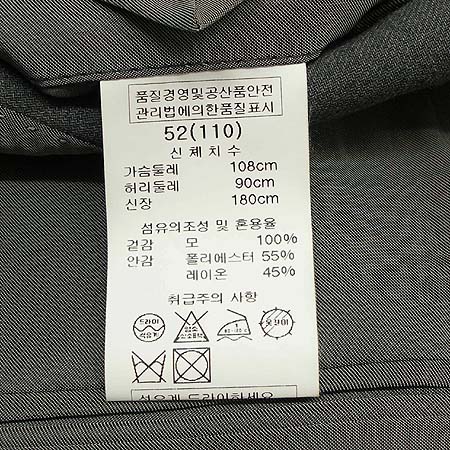 품질경영및공산품안전
관리법에의한품질표시
52(110)
신체치수
가슴둘레 108cm
허리둘레 90cm
신장 180cm
섬유의조성 및 혼용율
겉감 모 100%
안감 폴리에스터 55%
레이온 45%
취급주의 사항
드라이
석유계